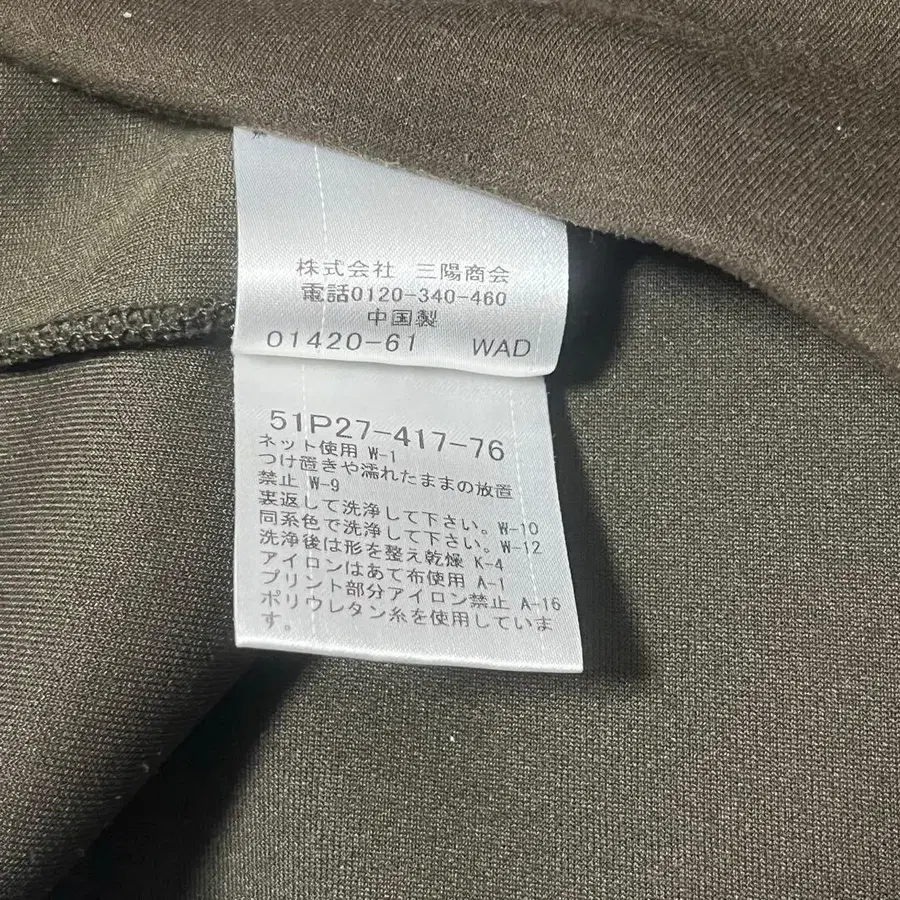 株式会社 三陽商会
電話0120-340-460
中国製
01420-61 WAD
51P27-417-76
ネット使用 W-1
つけ置きや濡れたままの放置
禁止 W-9
裏返して洗浄して下さい。W-10
同系色で洗浄して下さい。W-12
洗浄後は形を整え乾燥 K-4
アイロンはあて布使用 A-1
プリント部分アイロン禁止 A-16
ポリウレタン糸を使用していま
す。